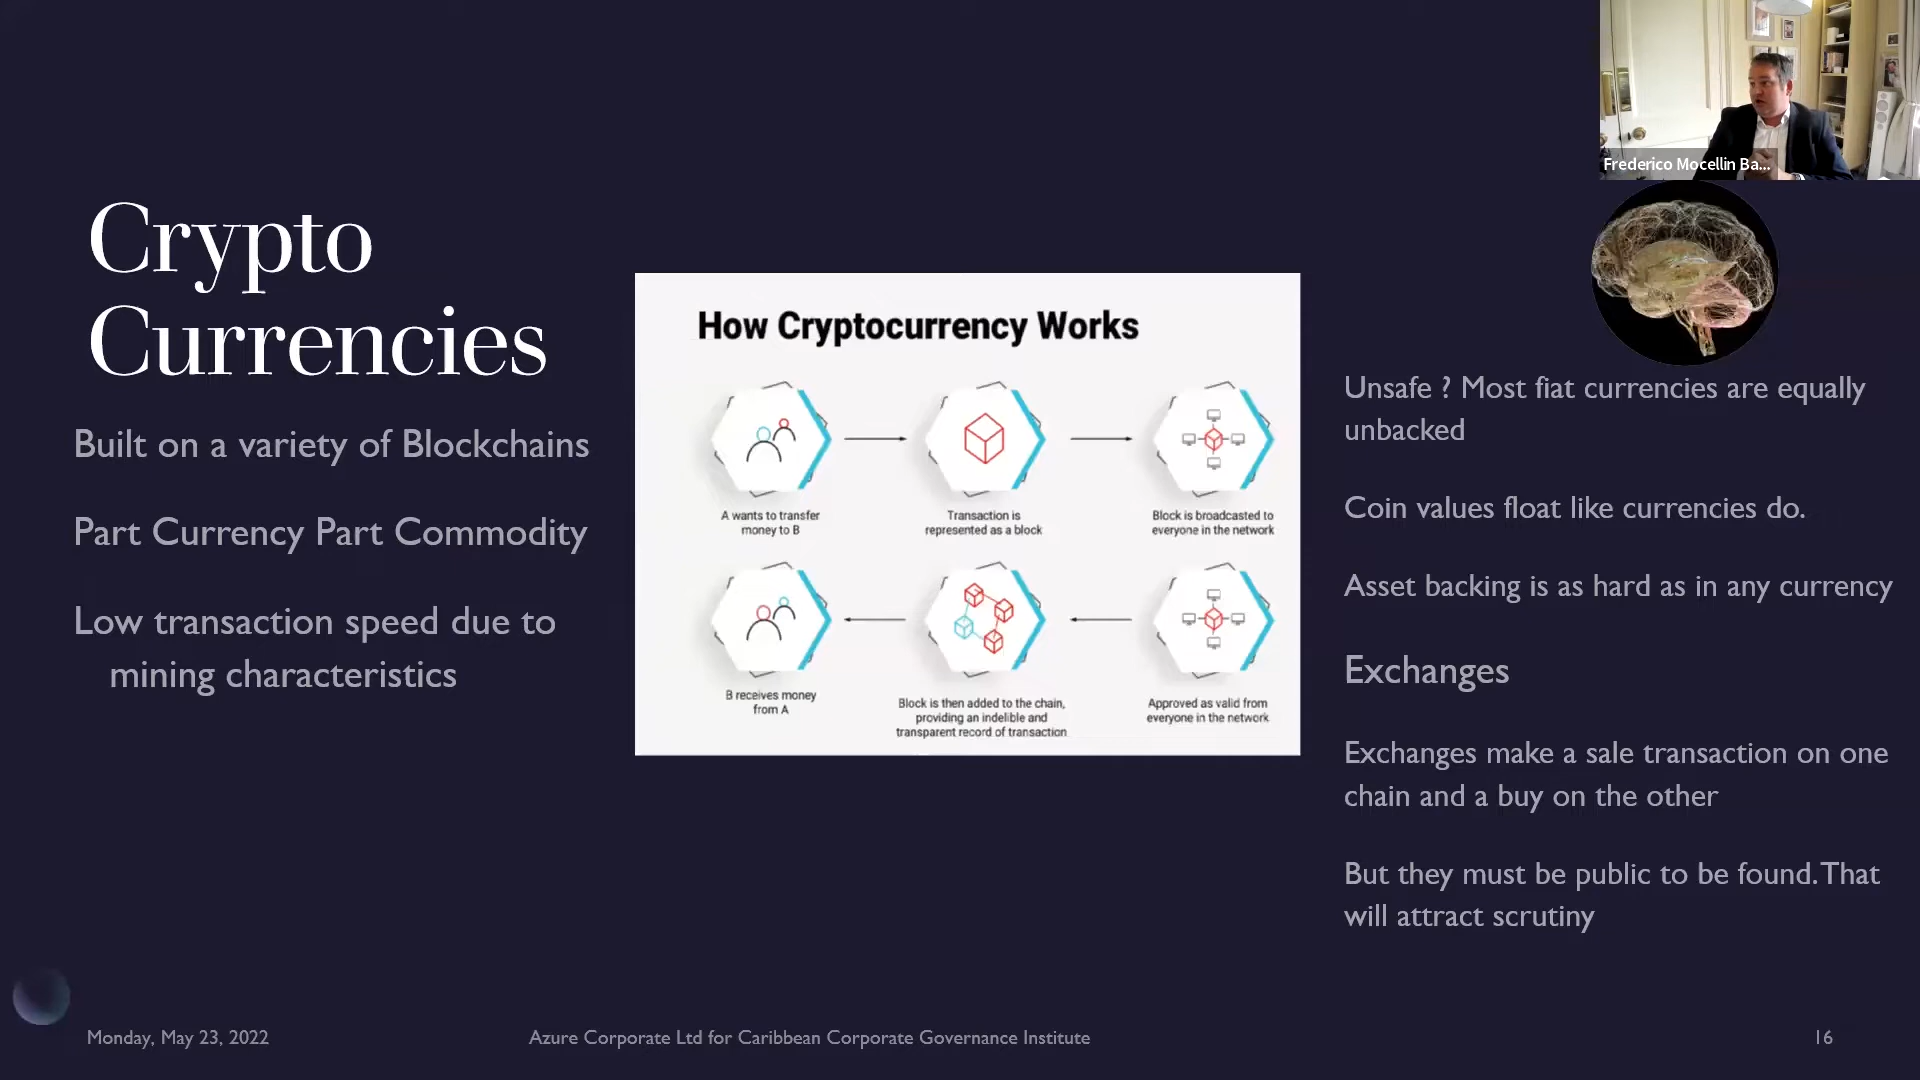 Frederico Mocellin Ba...
Crypto
Currencies
Built on a variety of Blockchains
Part Currency Part Commodity
Low transaction speed due to
mining characteristics
How Cryptocurrency Works
A wants to transfer
money to B
Transaction is
represented as a block
Block is broadcasted to
everyone in the network
B receives money
from A
Block is then added to the chain,
providing an indelible and
transparent record of transaction
Approved as valid from
everyone in the network
Unsafe ? Most fiat currencies are equally
unbacked
Coin values float like currencies do.
Asset backing is as hard as in any currency
Exchanges
Exchanges make a sale transaction on one
chain and a buy on the other
But they must be public to be found. That
will attract scrutiny
Monday, May 23, 2022
Azure Corporate Ltd for Caribbean Corporate Governance Institute
16